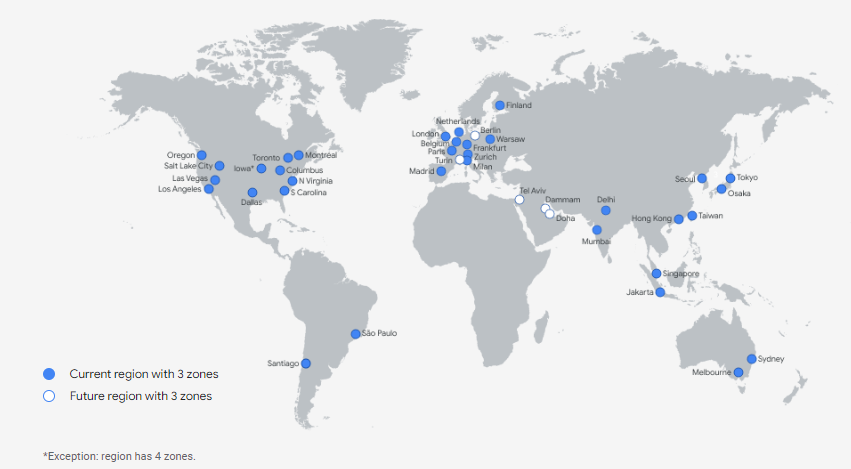 Finland
Netherlands
Berlin
London
Warsaw
Belgium
Frankfurt
Paris
Zurich
Turin
Milan
Madrid
Oregon
Toronto
Montréal
Salt Lake City
Iowa*
Columbus
Las Vegas
N Virginia
Los Angeles
S Carolina
Dallas
Tel Aviv
Dammam
Doha
Delhi
Mumbai
Seoul
Tokyo
Osaka
Hong Kong
Taiwan
Singapore
Jakarta
São Paulo
Santiago
Sydney
Melbourne
Current region with 3 zones
Future region with 3 zones
*Exception: region has 4 zones.